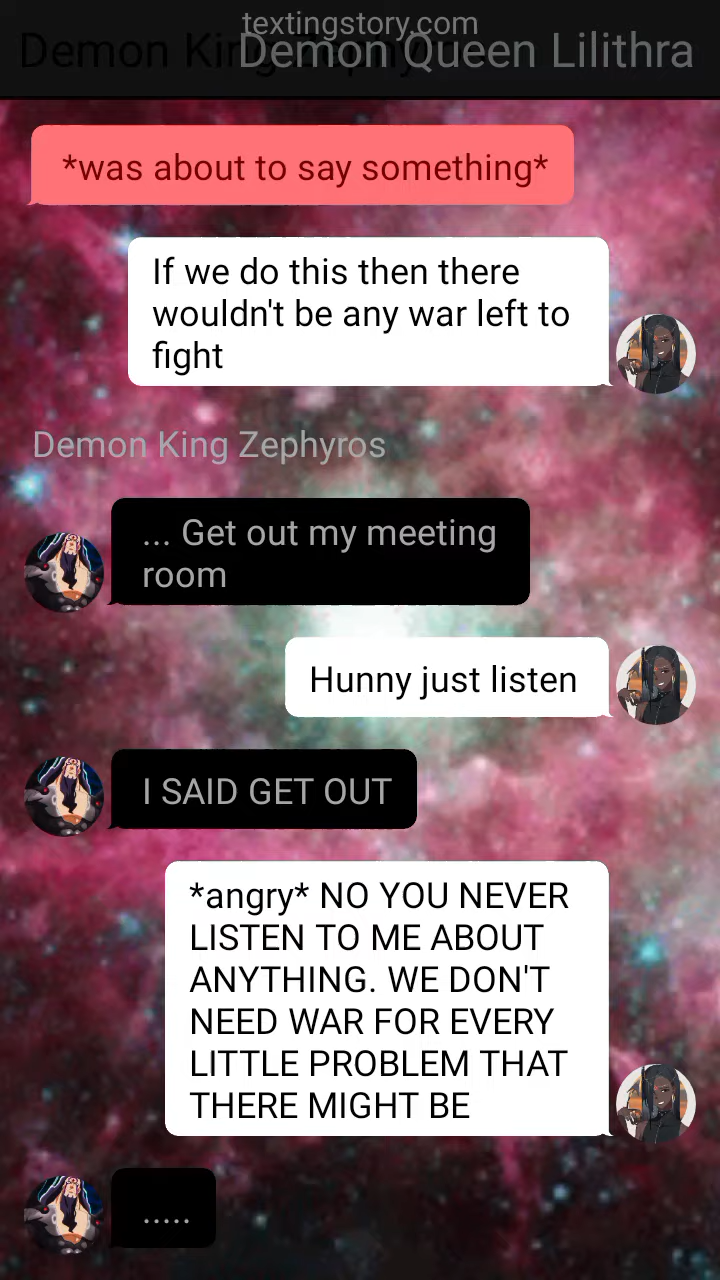 textingstory.com
Demon King Zephyr
Demon Queen Lilithra
*was about to say something*
If we do this then there
wouldn't be any war left to
fight
Demon King Zephyros
... Get out my meeting
room
Hunny just listen
I SAID GET OUT
*angry* NO YOU NEVER
LISTEN TO ME ABOUT
ANYTHING. WE DON'T
NEED WAR FOR EVERY
LITTLE PROBLEM THAT
THERE MIGHT BE
.....